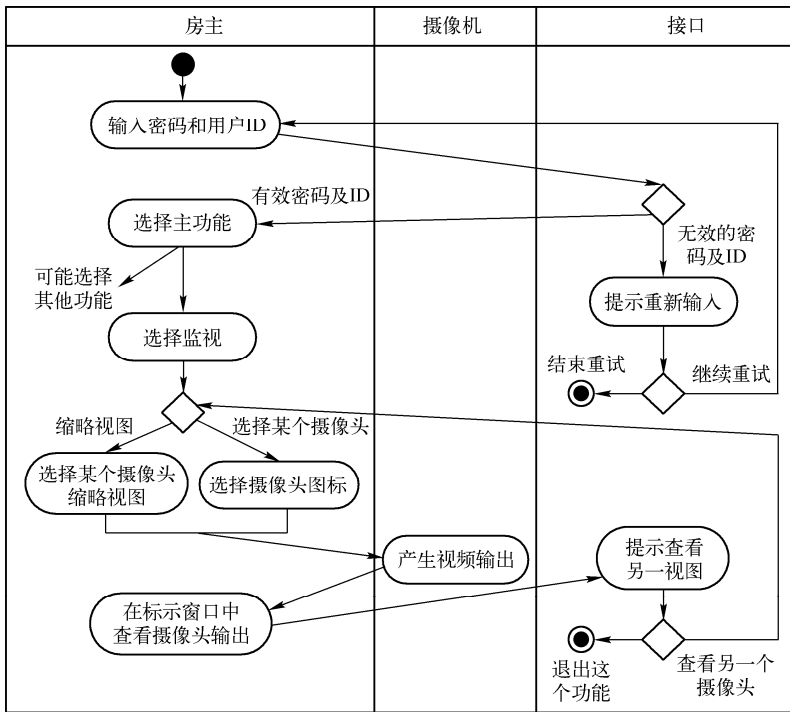 房主
摄像机
接口
输入密码和用户ID
有效密码及ID
选择主功能
无效的密
码及ID
可能选择
其他功能
提示重新输入
选择监视
结束重试
继续重试
缩略视图
选择某个摄像头
选择某个摄像头
缩略视图
选择摄像头图标
产生视频输出
提示查看
另一视图
在标示窗口中
查看摄像头输出
退出这
个功能
查看另一个
摄像头